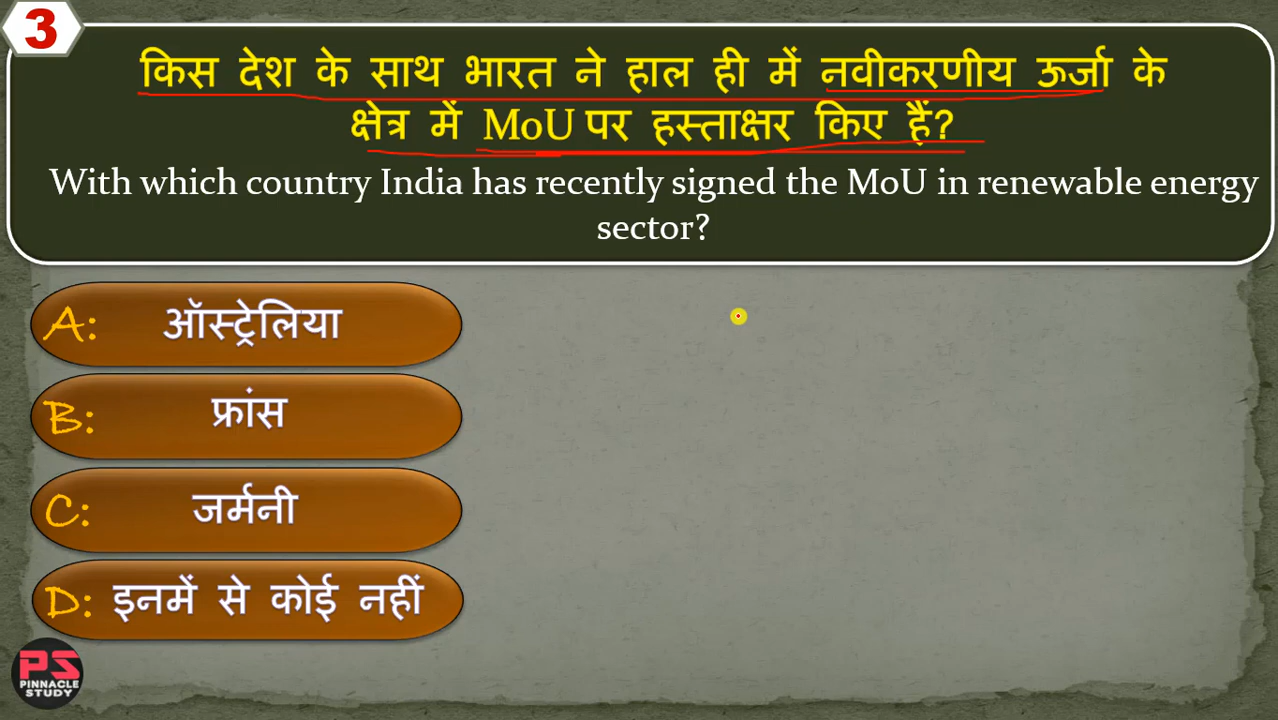 3
किस देश के साथ भारत ने हाल ही में नवीकरणीय ऊर्जा के
क्षेत्र में MoU पर हस्ताक्षर किए हैं?
With which country India has recently signed the MoU in renewable energy
sector?
A: ऑस्ट्रेलिया
B: फ्रांस
C: जर्मनी
D: इनमें से कोई नहीं
PS
PINNACLE
STUDY